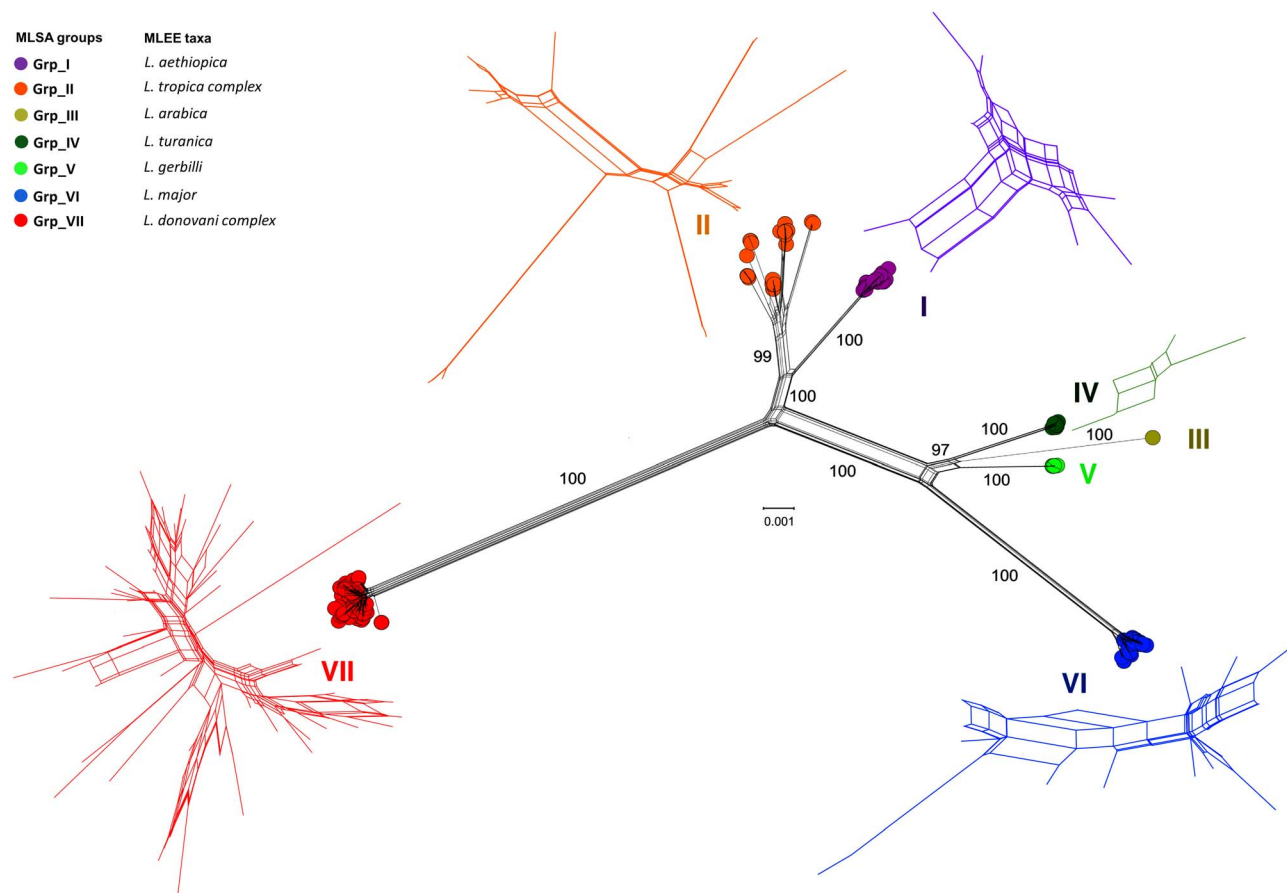 MLSA groups MLEE taxa
Grp_I L. aethiopica
Grp_II L. tropica complex
Grp_III L. arabica
Grp_IV L. turanica
Grp_V L. gerbilli
Grp_VI L. major
Grp_VII L. donovani complex
II
I
100
99
100
IV
100
97
100
III
100
V
100
100
0.001
100
VII
VI